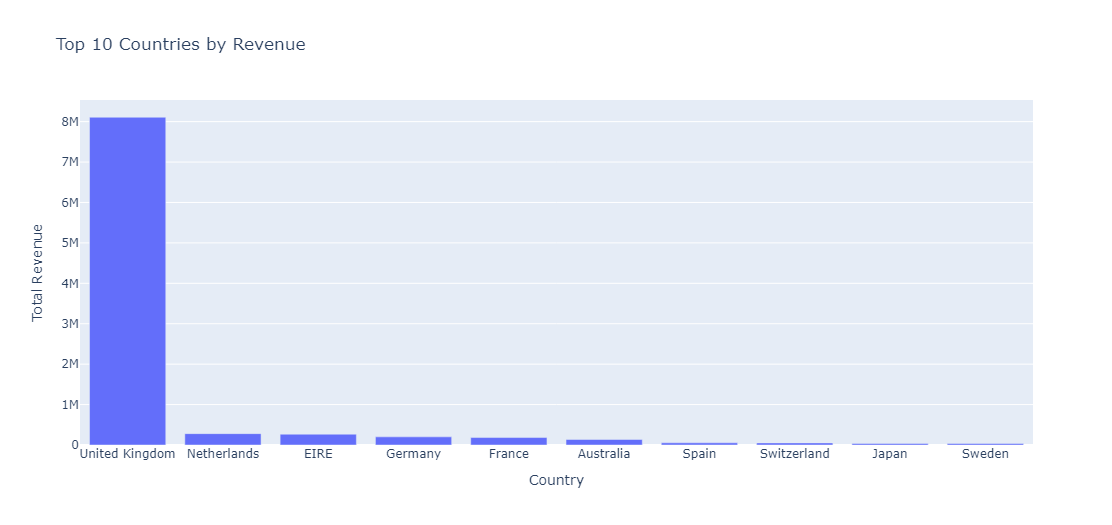 Top 10 Countries by Revenue
8M
7M
6M
5M
4M
3M
2M
1M
0
Total Revenue
United Kingdom Netherlands EIRE Germany France Australia Spain Switzerland Japan Sweden
Country